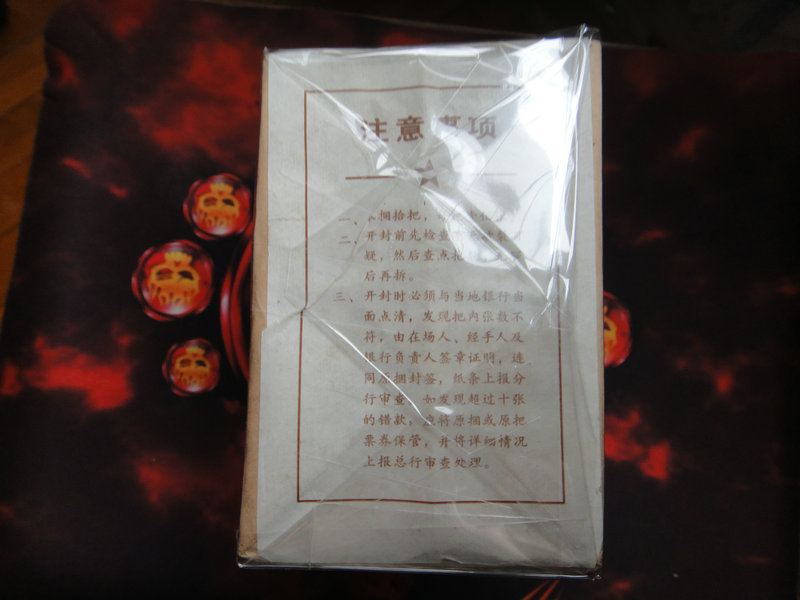 注意事项
一、本捆拾把，
二、开封前先检查
疑，然后查点把
后再拆。
三、开封时必须与当地银行当
面点清，发现把内张数不
符，由在场人、经手人及
银行负责人签章证明，连
同原捆封签，纸条上报分
行审查。如发现超过十张
的错款，应将原捆或原把
票券保管，并将详细情况
上报总行审查处理。